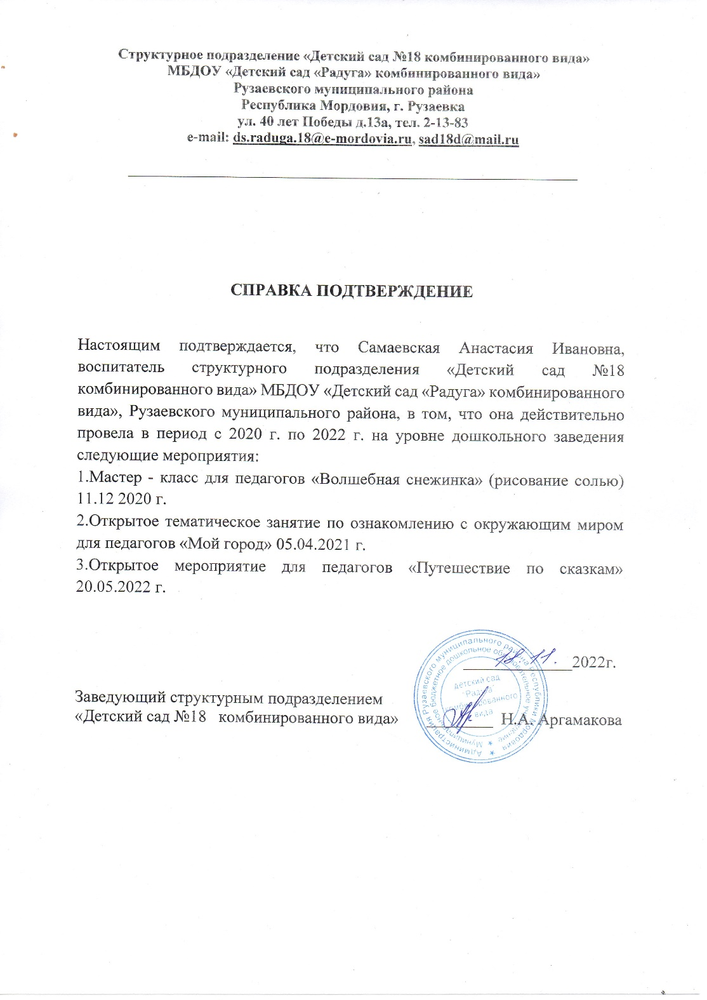 Структурное подразделение «Детский сад №18 комбинированного вида»
МБДОУ «Детский сад «Радуга» комбинированного вида»
Рузаевского муниципального района
Республика Мордовия, г. Рузаевка
ул. 40 лет Победы д.13а, тел. 2-13-83
e-mail: ds.raduga.18@e-mordovia.ru, sad18d@mail.ru
СПРАВКА ПОДТВЕРЖДЕНИЕ
Настоящим подтверждается, что Самаевская Анастасия Ивановна,
воспитатель структурного подразделения «Детский сад №18
комбинированного вида» МБДОУ «Детский сад «Радуга» комбинированного
вида», Рузаевского муниципального района, в том, что она действительно
провела в период с 2020 г. по 2022 г. на уровне дошкольного заведения
следующие мероприятия:
1.Мастер - класс для педагогов «Волшебная снежинка» (рисование солью)
11.12 2020 г.
2.Открытое тематическое занятие по ознакомлению с окружающим миром
для педагогов «Мой город» 05.04.2021 г.
3.Открытое мероприятие для педагогов «Путешествие по сказкам»
20.05.2022 г.
18.11. 2022г.
Заведующий структурным подразделением
«Детский сад №18 комбинированного вида» Н.А. Аргамакова
Администрация Рузаевского муниципального района Республики Мордовия
Муниципальное бюджетное дошкольное образовательное учреждение
детский сад
"Радуга"
комбинированного
вида